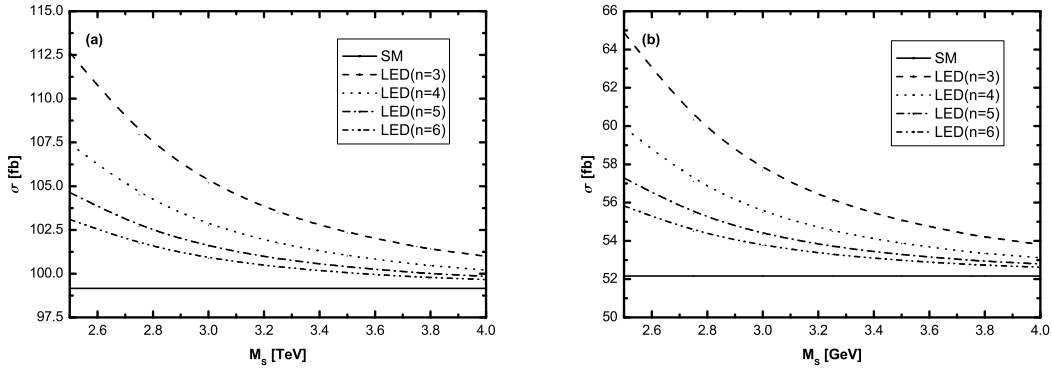 (a)
SM
LED(n=3)
LED(n=4)
LED(n=5)
LED(n=6)
115.0
112.5
110.0
107.5
105.0
102.5
100.0
97.5
σ [fb]
2.6 2.8 3.0 3.2 3.4 3.6 3.8 4.0
M_S [TeV]
(b)
SM
LED(n=3)
LED(n=4)
LED(n=5)
LED(n=6)
66
64
62
60
58
56
54
52
50
σ [fb]
2.6 2.8 3.0 3.2 3.4 3.6 3.8 4.0
M_S [GeV]